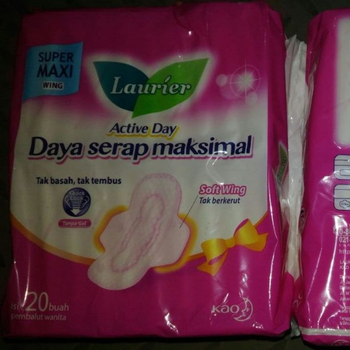 SUPER
MAXI
WING
Laurier
Active Day
Daya serap maksimal
Tak basah, tak tembus
Soft Wing
Tak berkerut
Isi 20 buah
pembalut wanita
Kao